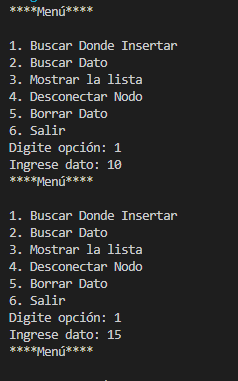 ****Menú****
1. Buscar Donde Insertar
2. Buscar Dato
3. Mostrar la lista
4. Desconectar Nodo
5. Borrar Dato
6. Salir
Digite opción: 1
Ingrese dato: 10
****Menú****
1. Buscar Donde Insertar
2. Buscar Dato
3. Mostrar la lista
4. Desconectar Nodo
5. Borrar Dato
6. Salir
Digite opción: 1
Ingrese dato: 15
****Menú****